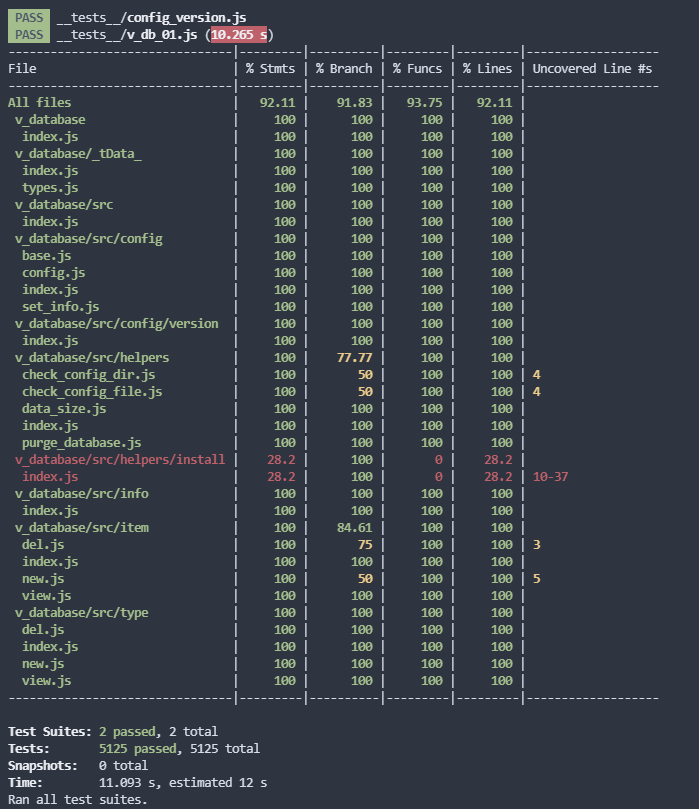 PASS __tests__/config_version.js
PASS __tests__/v_db_01.js (10.265 s)
-------------------------------|---------|----------|---------|---------|-------------------
File                           | % Stmts | % Branch | % Funcs | % Lines | Uncovered Line #s
-------------------------------|---------|----------|---------|---------|-------------------
All files                      |   92.11 |    91.83 |   93.75 |   92.11 |
 v_database                    |     100 |      100 |     100 |     100 |
  index.js                     |     100 |      100 |     100 |     100 |
 v_database/_tData_            |     100 |      100 |     100 |     100 |
  index.js                     |     100 |      100 |     100 |     100 |
  types.js                     |     100 |      100 |     100 |     100 |
 v_database/src                |     100 |      100 |     100 |     100 |
  index.js                     |     100 |      100 |     100 |     100 |
 v_database/src/config         |     100 |      100 |     100 |     100 |
  base.js                      |     100 |      100 |     100 |     100 |
  config.js                    |     100 |      100 |     100 |     100 |
  index.js                     |     100 |      100 |     100 |     100 |
  set_info.js                  |     100 |      100 |     100 |     100 |
 v_database/src/config/version |     100 |      100 |     100 |     100 |
  index.js                     |     100 |      100 |     100 |     100 |
 v_database/src/helpers        |     100 |    77.77 |     100 |     100 |
  check_config_dir.js          |     100 |       50 |     100 |     100 | 4
  check_config_file.js         |     100 |       50 |     100 |     100 | 4
  data_size.js                 |     100 |      100 |     100 |     100 |
  index.js                     |     100 |      100 |     100 |     100 |
  purge_database.js            |     100 |      100 |     100 |     100 |
 v_database/src/helpers/install |    28.2 |      100 |       0 |    28.2 |
  index.js                     |    28.2 |      100 |       0 |    28.2 | 10-37
 v_database/src/info           |     100 |      100 |     100 |     100 |
  index.js                     |     100 |      100 |     100 |     100 |
 v_database/src/item           |     100 |    84.61 |     100 |     100 |
  del.js                       |     100 |       75 |     100 |     100 | 3
  index.js                     |     100 |      100 |     100 |     100 |
  new.js                       |     100 |       50 |     100 |     100 | 5
  view.js                      |     100 |      100 |     100 |     100 |
 v_database/src/type           |     100 |      100 |     100 |     100 |
  del.js                       |     100 |      100 |     100 |     100 |
  index.js                     |     100 |      100 |     100 |     100 |
  new.js                       |     100 |      100 |     100 |     100 |
  view.js                      |     100 |      100 |     100 |     100 |
-------------------------------|---------|----------|---------|---------|-------------------
Test Suites: 2 passed, 2 total
Tests:       5125 passed, 5125 total
Snapshots:   0 total
Time:        11.093 s, estimated 12 s
Ran all test suites.